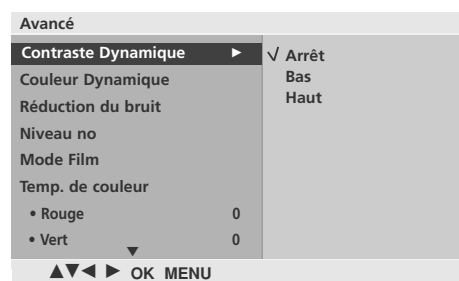 Avancé
Contraste Dynamique ►
Couleur Dynamique
Réduction du bruit
Niveau no
Mode Film
Temp. de couleur
• Rouge 0
• Vert 0
▼
√ Arrêt
Bas
Haut
▲▼◄ ► OK MENU